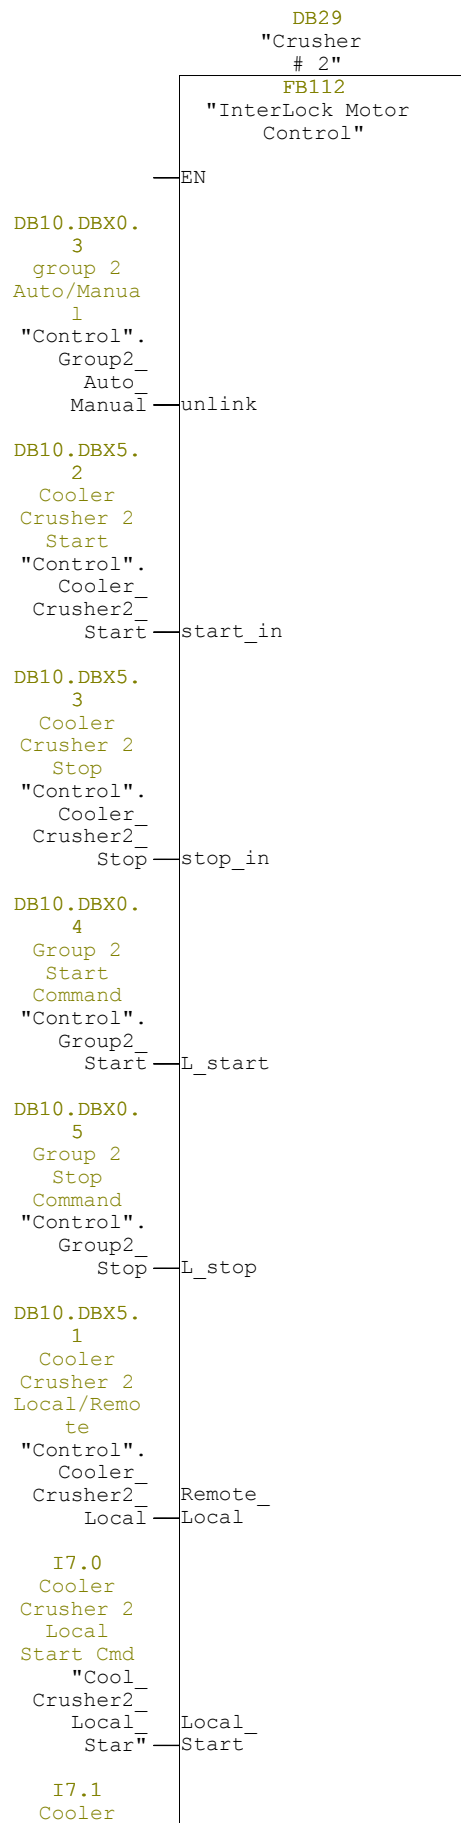 DB29
"Crusher
# 2"
FB112
"InterLock Motor
Control"
EN
DB10.DBX0.
3
group 2
Auto/Manua
l
"Control".
Group2_
Auto_
Manual unlink
DB10.DBX5.
2
Cooler
Crusher 2
Start
"Control".
Cooler_
Crusher2_
Start start_in
DB10.DBX5.
3
Cooler
Crusher 2
Stop
"Control".
Cooler_
Crusher2_
Stop stop_in
DB10.DBX0.
4
Group 2
Start
Command
"Control".
Group2_
Start L_start
DB10.DBX0.
5
Group 2
Stop
Command
"Control".
Group2_
Stop L_stop
DB10.DBX5.
1
Cooler
Crusher 2
Local/Remo
te
"Control".
Cooler_
Crusher2_ Remote_
Local Local
I7.0
Cooler
Crusher 2
Local
Start Cmd
"Cool_
Crusher2_
Local_ Local_
Star" Start
I7.1
Cooler